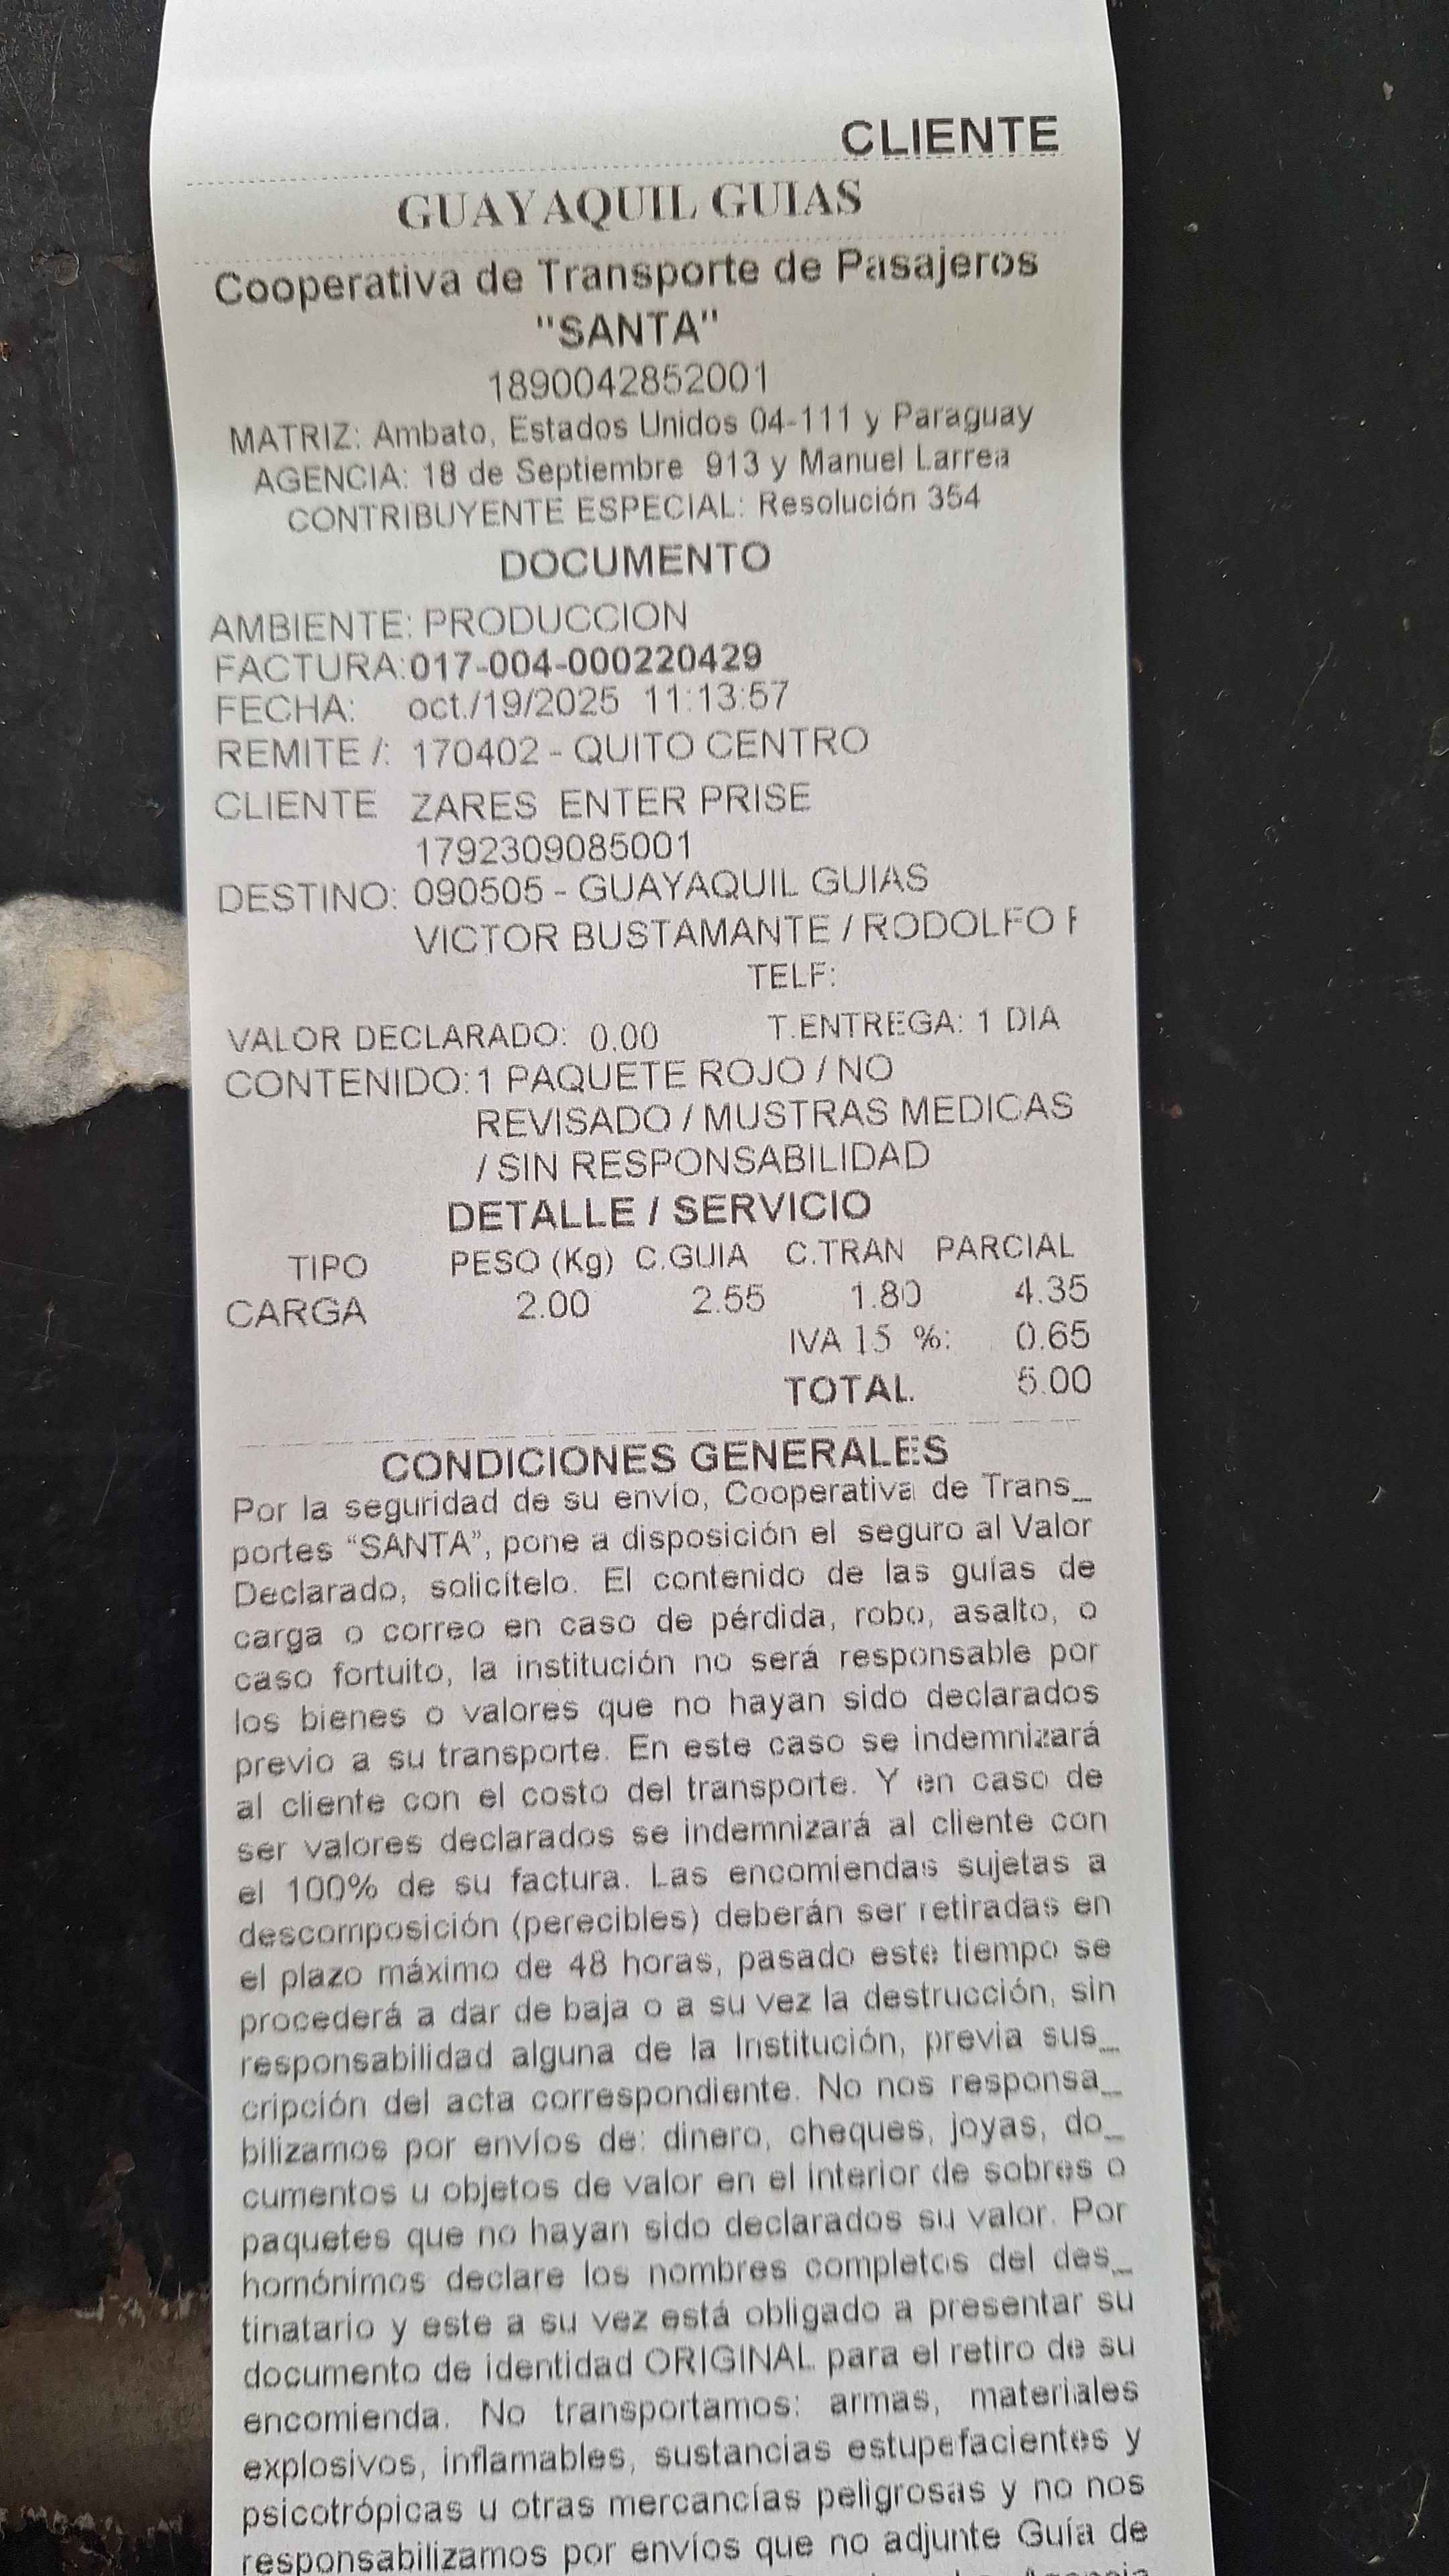 CLIENTE
GUAYAQUIL GUIAS
Cooperativa de Transporte de Pasajeros
"SANTA"
1890042852001
MATRIZ: Ambato, Estados Unidos 04-111 y Paraguay
AGENCIA: 18 de Septiembre 913 y Manuel Larrea
CONTRIBUYENTE ESPECIAL: Resolución 354
DOCUMENTO
AMBIENTE: PRODUCCION
FACTURA:017-004-000220429
FECHA: oct./19/2025 11:13:57
REMITE /: 170402 - QUITO CENTRO
CLIENTE ZARES ENTER PRISE
1792309085001
DESTINO: 090505 - GUAYAQUIL GUIAS
VICTOR BUSTAMANTE / RODOLFO
TELF:
VALOR DECLARADO: 0.00 T.ENTREGA: 1 DIA
CONTENIDO:1 PAQUETE ROJO / NO
REVISADO / MUSTRAS MEDICAS
/ SIN RESPONSABILIDAD
DETALLE / SERVICIO
TIPO PESO (Kg) C.GUIA C.TRAN PARCIAL
CARGA 2.00 2.55 1.80 4.35
IVA 15 %: 0.65
TOTAL 5.00
CONDICIONES GENERALES
Por la seguridad de su envío, Cooperativa de Trans_
portes “SANTA”, pone a disposición el seguro al Valor
Declarado, solicítelo. El contenido de las guías de
carga o correo en caso de pérdida, robo, asalto, o
caso fortuito, la institución no será responsable por
los bienes o valores que no hayan sido declarados
previo a su transporte. En este caso se indemnizará
al cliente con el costo del transporte. Y en caso de
ser valores declarados se indemnizará al cliente con
el 100% de su factura. Las encomiendas sujetas a
descomposición (perecibles) deberán ser retiradas en
el plazo máximo de 48 horas, pasado este tiempo se
procederá a dar de baja o a su vez la destrucción, sin
responsabilidad alguna de la Institución, previa sus_
cripción del acta correspondiente. No nos responsa_
bilizamos por envíos de: dinero, cheques, joyas, do_
cumentos u objetos de valor en el interior de sobres o
paquetes que no hayan sido declarados su valor. Por
homónimos declare los nombres completos del des_
tinatario y este a su vez está obligado a presentar su
documento de identidad ORIGINAL para el retiro de su
encomienda. No transportamos: armas, materiales
explosivos, inflamables, sustancias estupefacientes y
psicotrópicas u otras mercancías peligrosas y no nos
responsabilizamos por envíos que no adjunte Guía de